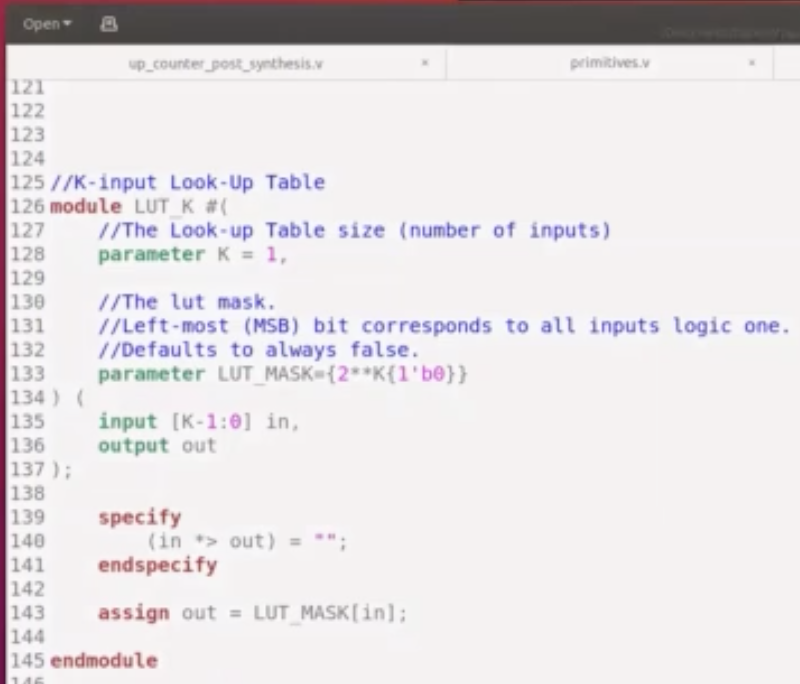 Open
up_counter_post_synthesis.v × primitives.v ×
121
122
123
124
125 //K-input Look-Up Table
126 module LUT_K #(
127     //The Look-up Table size (number of inputs)
128     parameter K = 1,
129
130     //The lut mask.
131     //Left-most (MSB) bit corresponds to all inputs logic one.
132     //Defaults to always false.
133     parameter LUT_MASK={2**K{1'b0}}
134 ) (
135     input [K-1:0] in,
136     output out
137 );
138
139     specify
140         (in *> out) = "";
141     endspecify
142
143     assign out = LUT_MASK[in];
144
145 endmodule
146